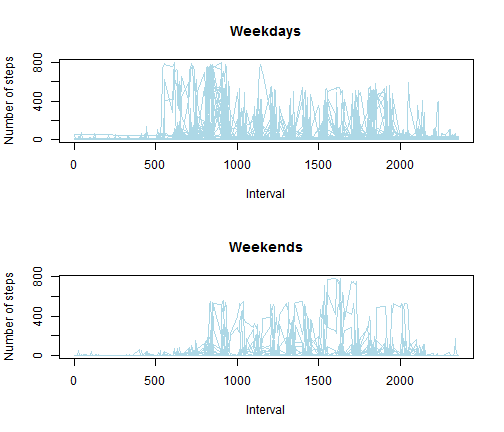 Weekdays
Number of steps
800
400
0
0 500 1000 1500 2000
Interval
Weekends
Number of steps
800
400
0
0 500 1000 1500 2000
Interval